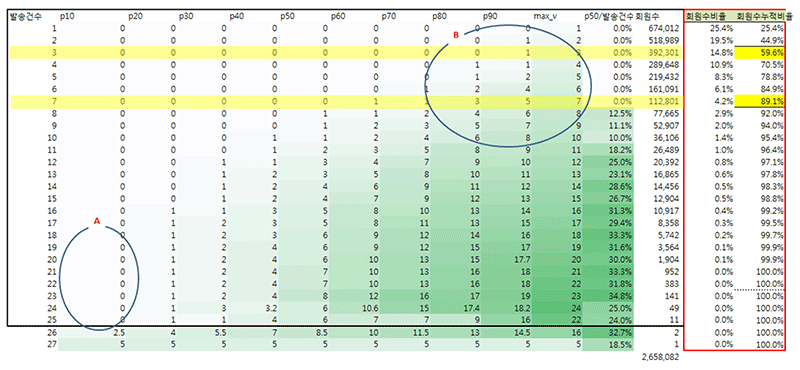 발송건수 p10 p20 p30 p40 p50 p60 p70 p80 p90 max_v p50/발송건수 회원수 회원수비율 회원수누적비율
1 0 0 0 0 0 0 0 0 0 1 0.0% 674,012 25.4% 25.4%
B
2 0 0 0 0 0 0 0 0 1 2 0.0% 518,989 19.5% 44.9%
3 0 0 0 0 0 0 0 0 1 3 0.0% 392,301 14.8% 59.6%
4 0 0 0 0 0 0 0 1 1 4 0.0% 289,648 10.9% 70.5%
5 0 0 0 0 0 0 0 1 2 5 0.0% 219,432 8.3% 78.8%
6 0 0 0 0 0 0 1 2 4 6 0.0% 161,091 6.1% 84.9%
7 0 0 0 0 0 1 1 3 5 7 0.0% 112,801 4.2% 89.1%
8 0 0 0 0 1 1 2 4 6 8 12.5% 77,665 2.9% 92.0%
9 0 0 0 0 1 2 3 5 7 9 11.1% 52,907 2.0% 94.0%
10 0 0 0 0 1 2 4 6 8 10 10.0% 36,106 1.4% 95.4%
11 0 0 0 1 2 3 5 8 9 11 18.2% 26,489 1.0% 96.4%
12 0 0 1 1 3 4 7 9 10 12 25.0% 20,392 0.8% 97.1%
13 0 0 1 2 3 5 8 10 11 13 23.1% 16,865 0.6% 97.8%
14 0 0 1 2 4 6 9 11 12 14 28.6% 14,456 0.5% 98.3%
15 0 0 1 2 4 7 10 12 13 15 26.7% 12,904 0.5% 98.8%
16 0 1 1 3 5 8 10 13 14 16 31.3% 10,917 0.4% 99.2%
A
17 0 1 2 3 5 8 11 13 15 17 29.4% 8,358 0.3% 99.5%
18 0 1 2 3 6 9 12 14 16 18 33.3% 5,742 0.2% 99.7%
19 0 1 2 4 6 9 12 15 17 19 31.6% 3,564 0.1% 99.9%
20 0 1 2 4 6 10 13 15 17.7 20 30.0% 1,904 0.1% 99.9%
21 0 1 2 4 7 10 13 16 18 21 33.3% 952 0.0% 100.0%
22 0 1 2 4 7 10 13 16 18 22 31.8% 383 0.0% 100.0%
23 0 1 2 4 8 12 16 17 19 23 34.8% 141 0.0% 100.0%
24 0 1 3 3.2 6 10.6 15 17.4 18.2 24 25.0% 49 0.0% 100.0%
25 0 1 1 4 6 7 7 9 16 22 24.0% 11 0.0% 100.0%
26 2.5 4 5.5 7 8.5 10 11.5 13 14.5 16 32.7% 2 0.0% 100.0%
27 5 5 5 5 5 5 5 5 5 5 18.5% 1 0.0% 100.0%
2,658,082